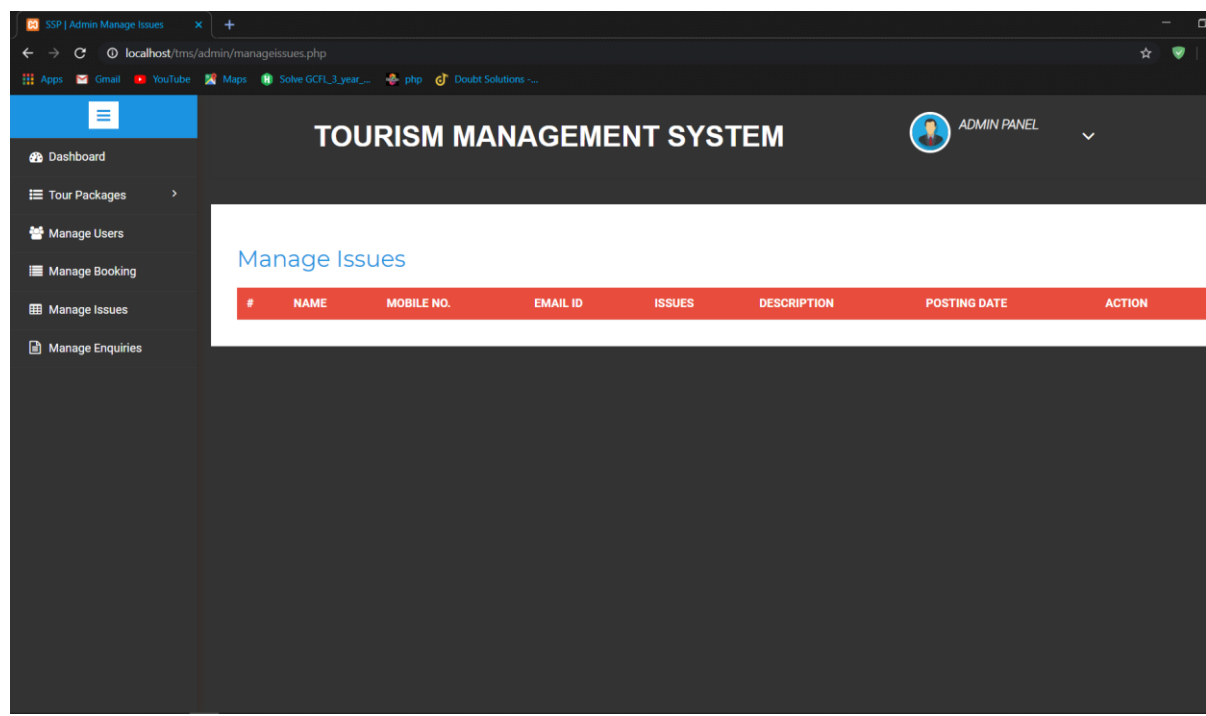 SSP | Admin Manage Issues
localhost/tms/admin/manageissues.php
Apps Gmail YouTube Maps Solve GCFL_3_year_... php Doubt Solutions -...
TOURISM MANAGEMENT SYSTEM
ADMIN PANEL
Dashboard
Tour Packages
Manage Users
Manage Booking
Manage Issues
Manage Enquiries
Manage Issues
# NAME MOBILE NO. EMAIL ID ISSUES DESCRIPTION POSTING DATE ACTION